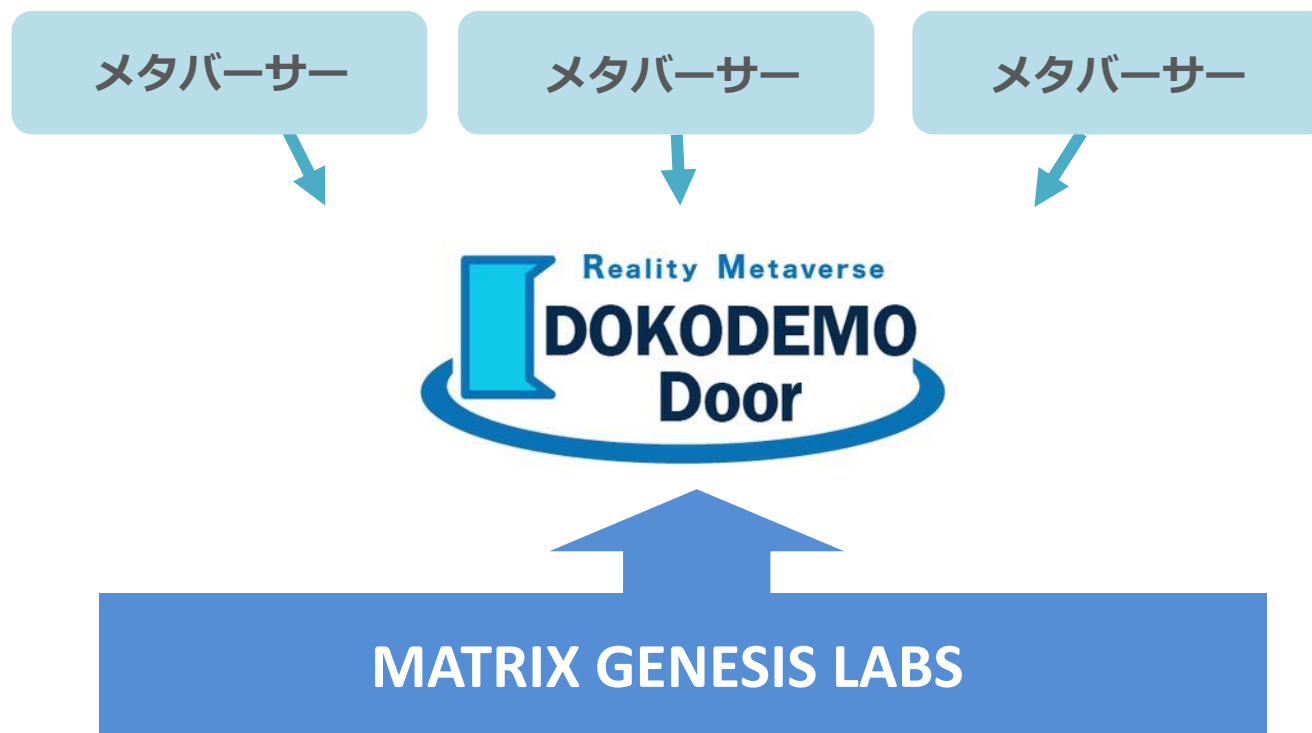 メタバーサー
メタバーサー
メタバーサー
Reality Metaverse
DOKODEMO
Door
MATRIX GENESIS LABS